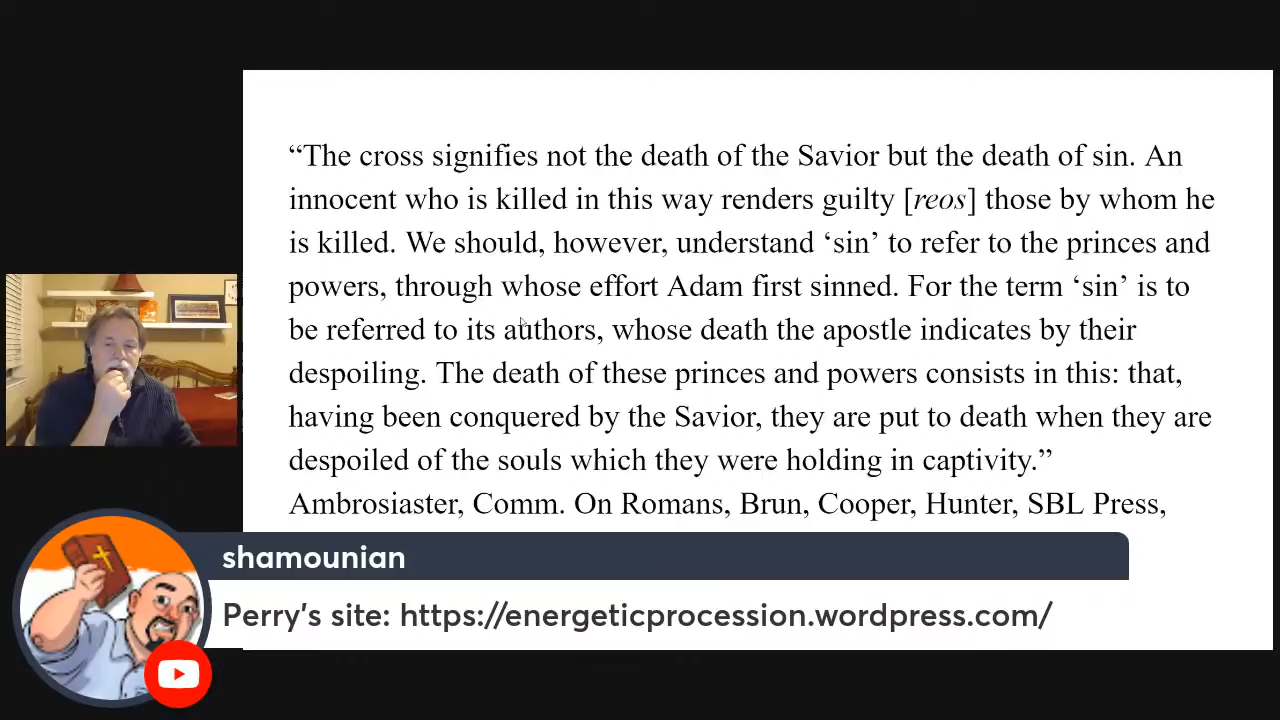 “The cross signifies not the death of the Savior but the death of sin. An
innocent who is killed in this way renders guilty [reos] those by whom he
is killed. We should, however, understand ‘sin’ to refer to the princes and
powers, through whose effort Adam first sinned. For the term ‘sin’ is to
be referred to its authors, whose death the apostle indicates by their
despoiling. The death of these princes and powers consists in this: that,
having been conquered by the Savior, they are put to death when they are
despoiled of the souls which they were holding in captivity.”
Ambrosiaster, Comm. On Romans, Brun, Cooper, Hunter, SBL Press,
shamounian
Perry's site: https://energeticprocession.wordpress.com/